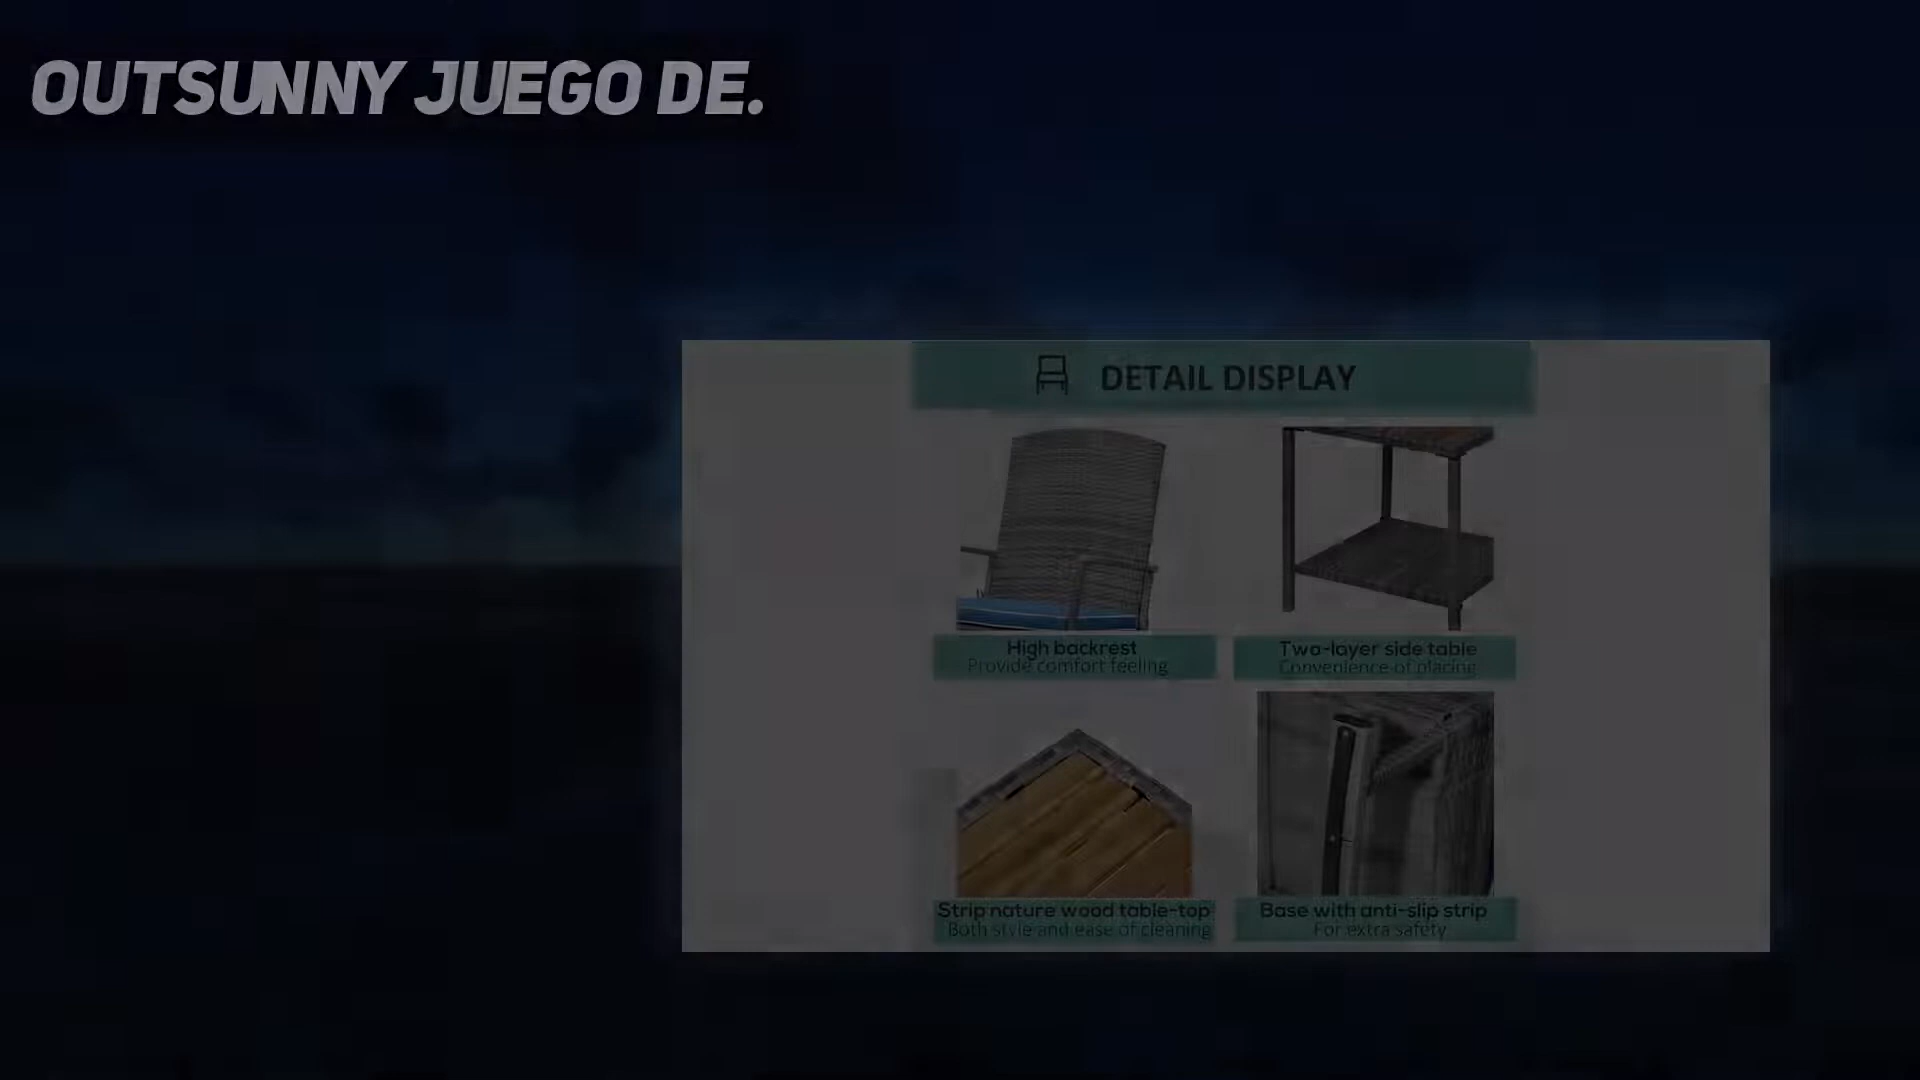 OUTSUNNY JUEGO DE.
DETAIL DISPLAY
High backrest
Provide comfort feeling
Two-layer side table
Convenience of placing
Strip nature wood table-top
Both style and ease of cleaning
Base with anti-slip strip
For extra safety